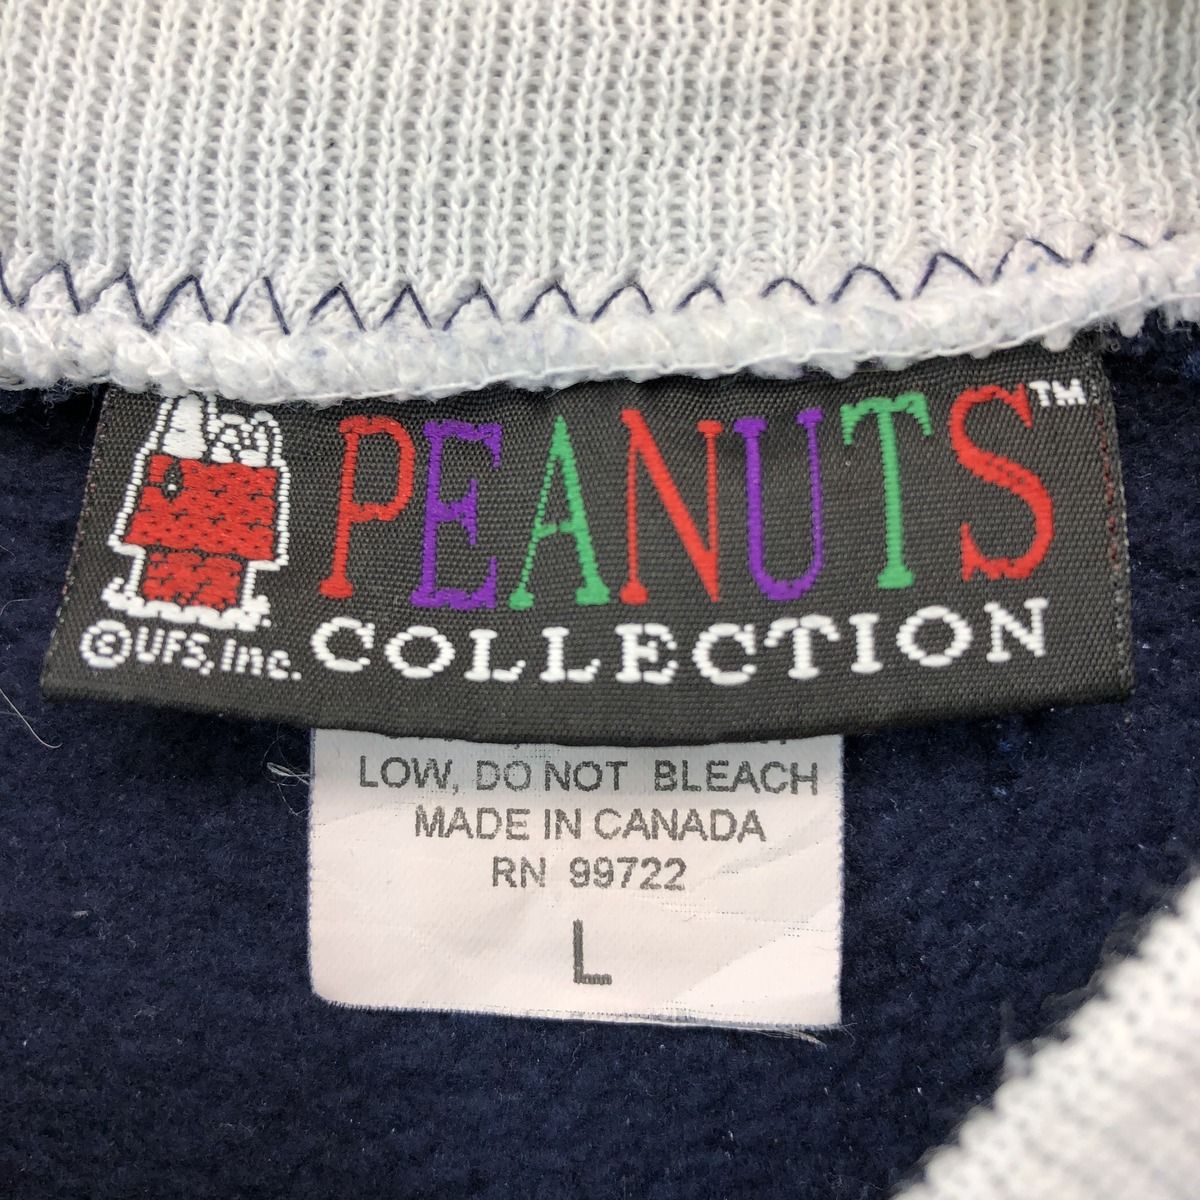 PEANUTS™
COLLECTION
©UFS, Inc.
LOW, DO NOT BLEACH
MADE IN CANADA
RN 99722
L